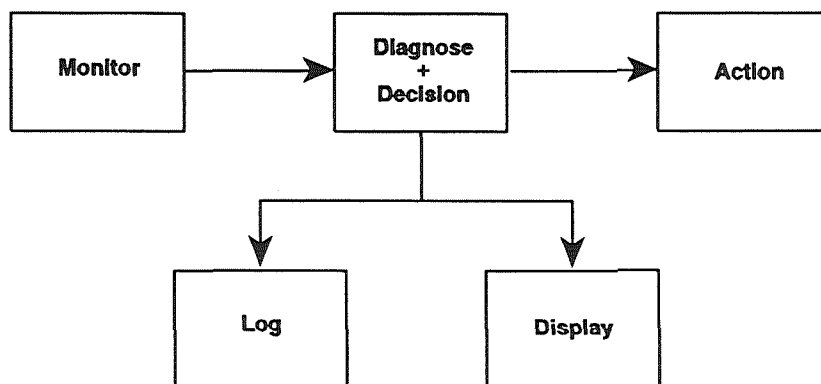 Monitor
Diagnose
+
Decision
Action
Log
Display